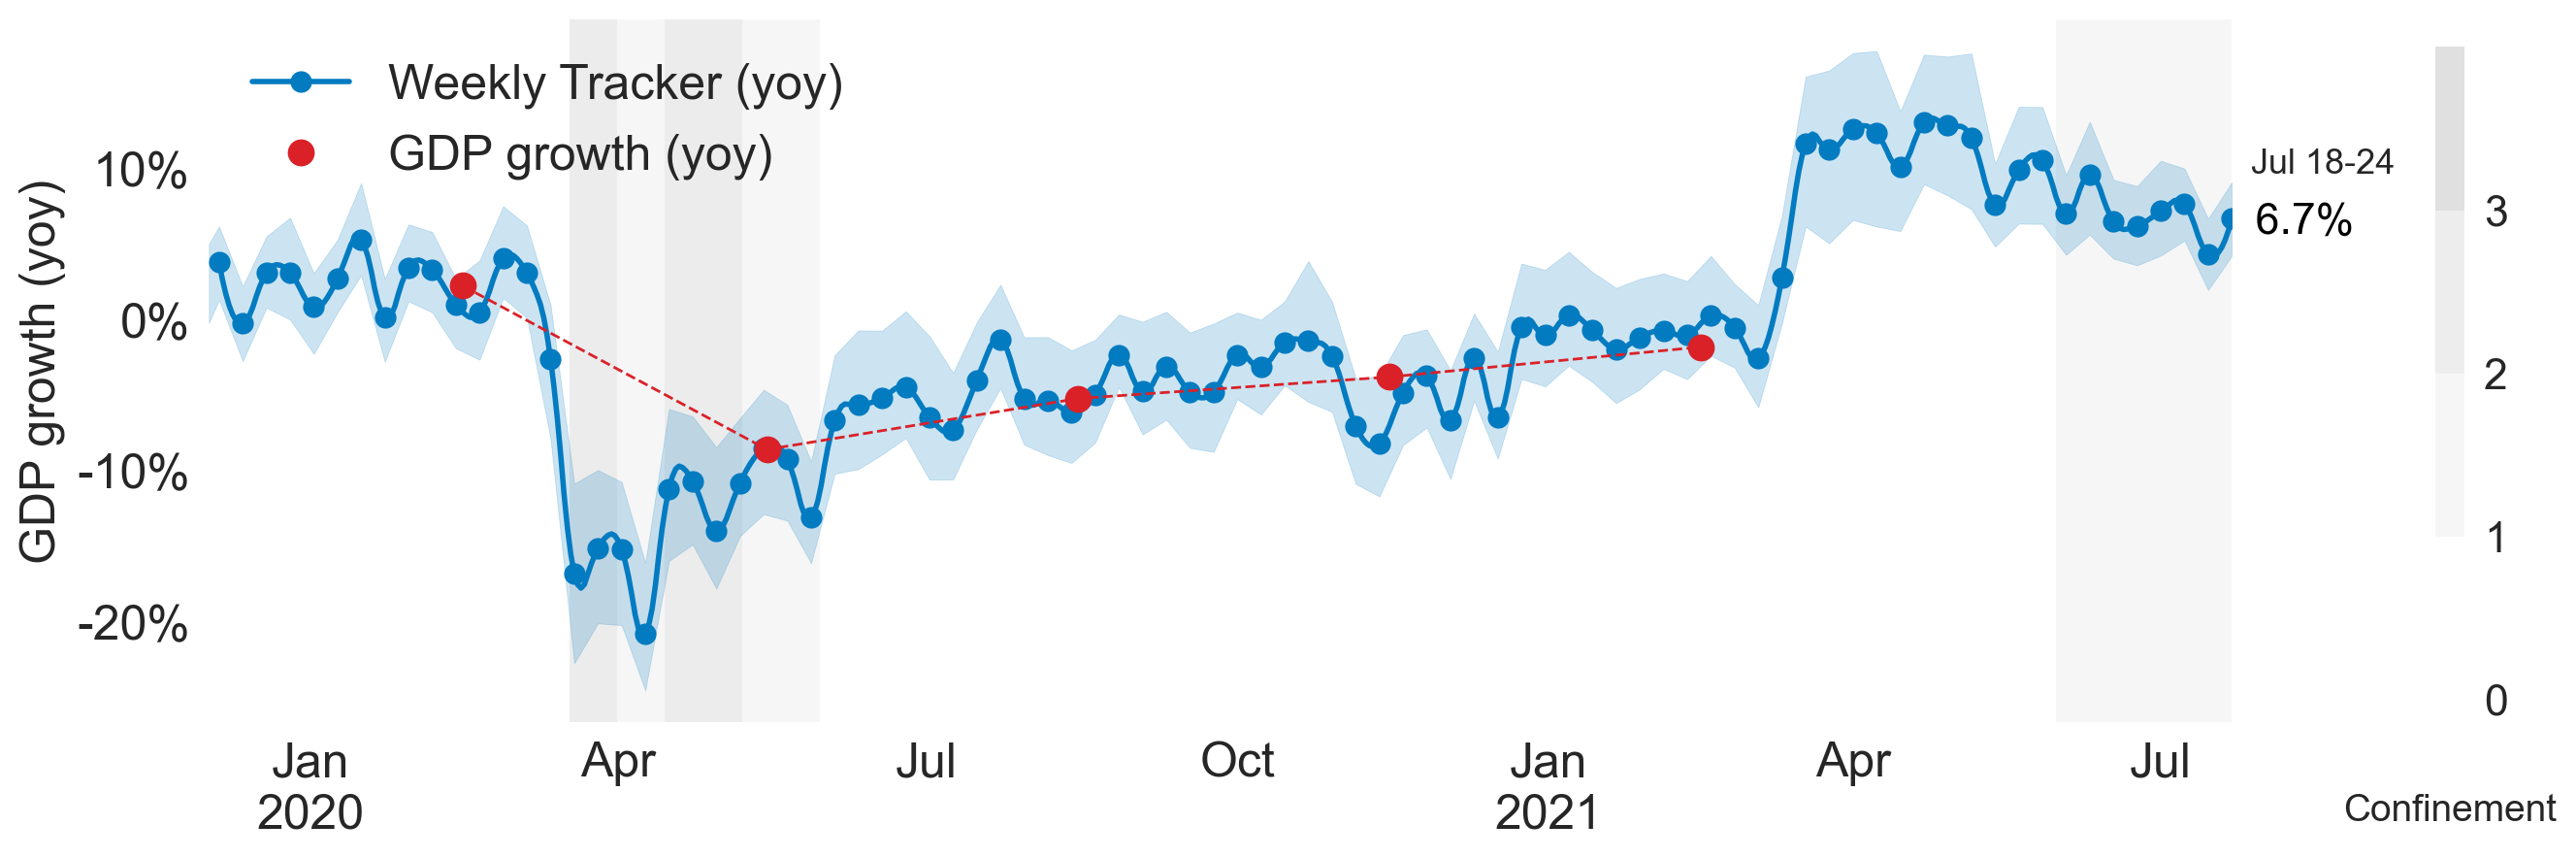 Weekly Tracker (yoy)
GDP growth (yoy)
GDP growth (yoy)
10%
0%
-10%
-20%
Jan
2020
Apr
Jul
Oct
Jan
2021
Apr
Jul
Jul 18-24
6.7%
3
2
1
0
Confinement